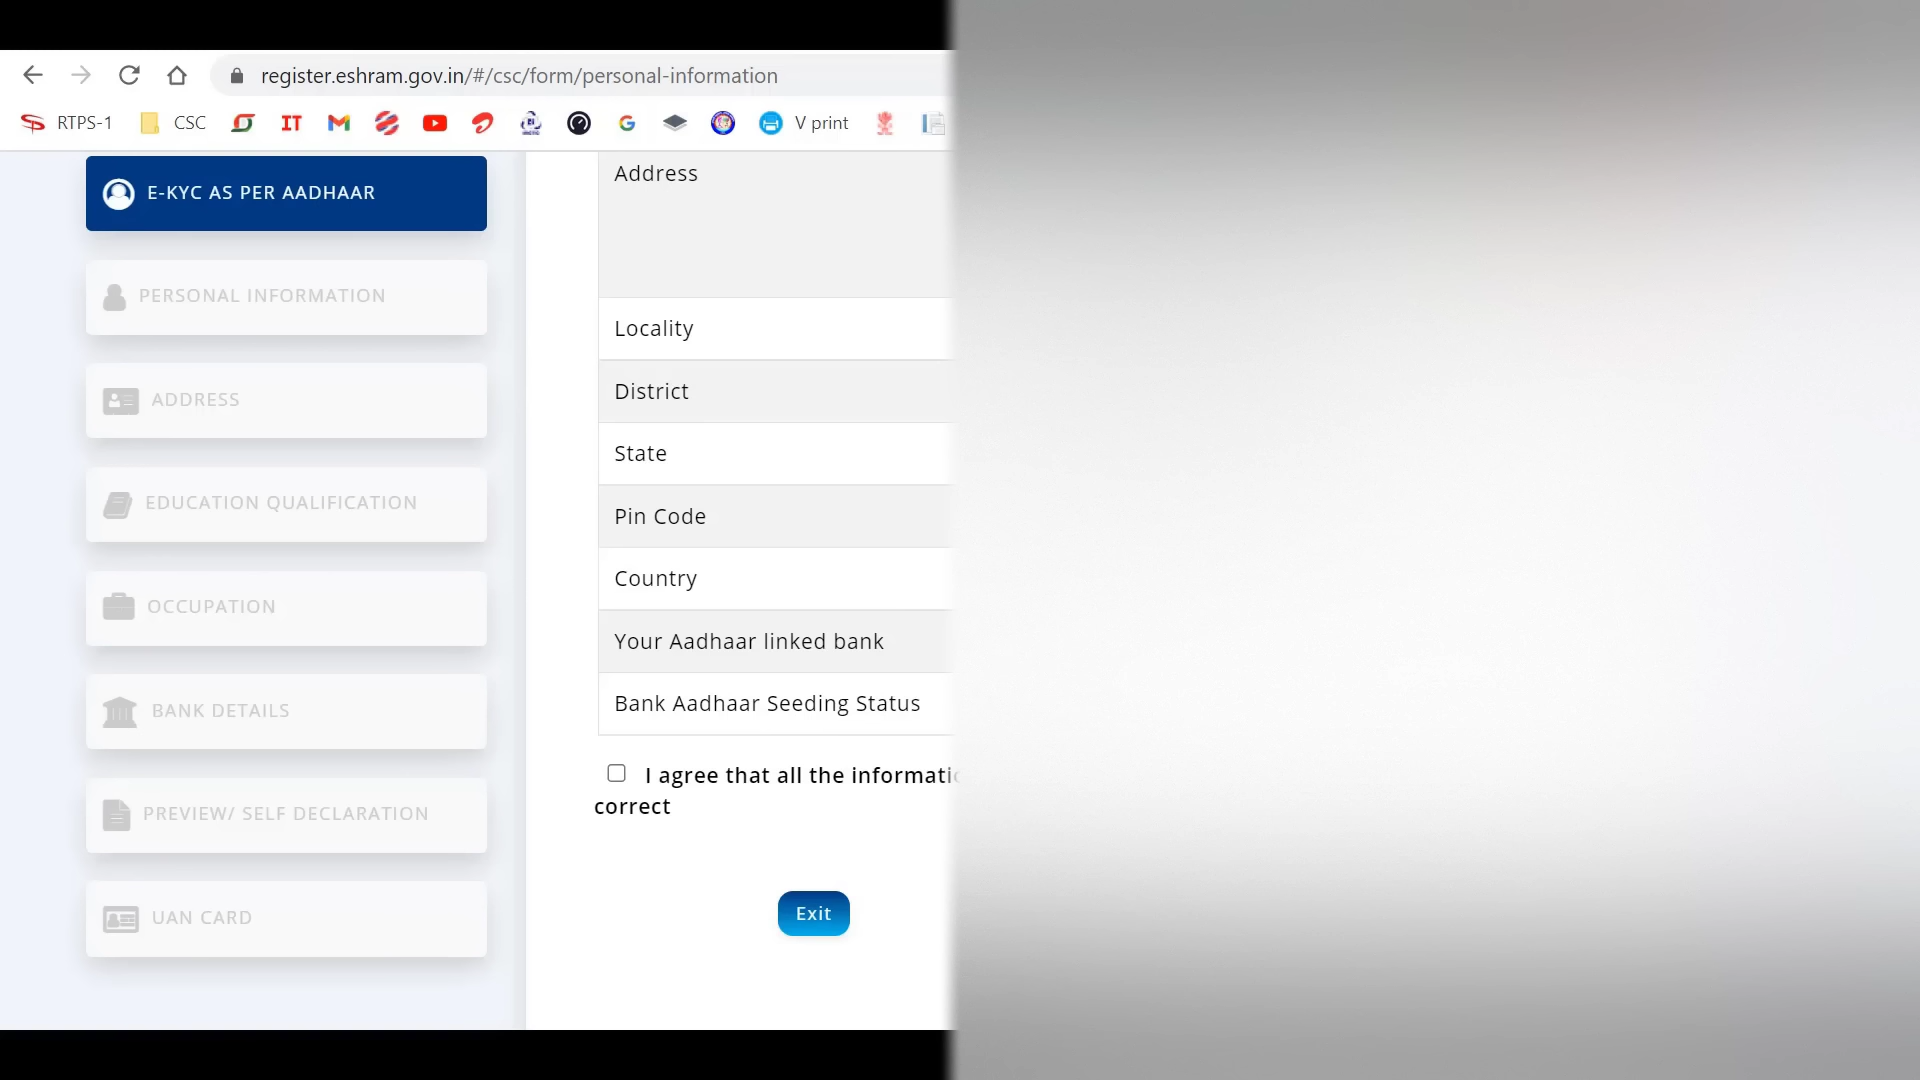 register.eshram.gov.in/#/csc/form/personal-information
RTPS-1 CSC IT V print
E-KYC AS PER AADHAAR
PERSONAL INFORMATION
ADDRESS
EDUCATION QUALIFICATION
OCCUPATION
BANK DETAILS
PREVIEW/ SELF DECLARATION
UAN CARD
Address
Locality
District
State
Pin Code
Country
Your Aadhaar linked bank
Bank Aadhaar Seeding Status
I agree that all the
correct
Exit